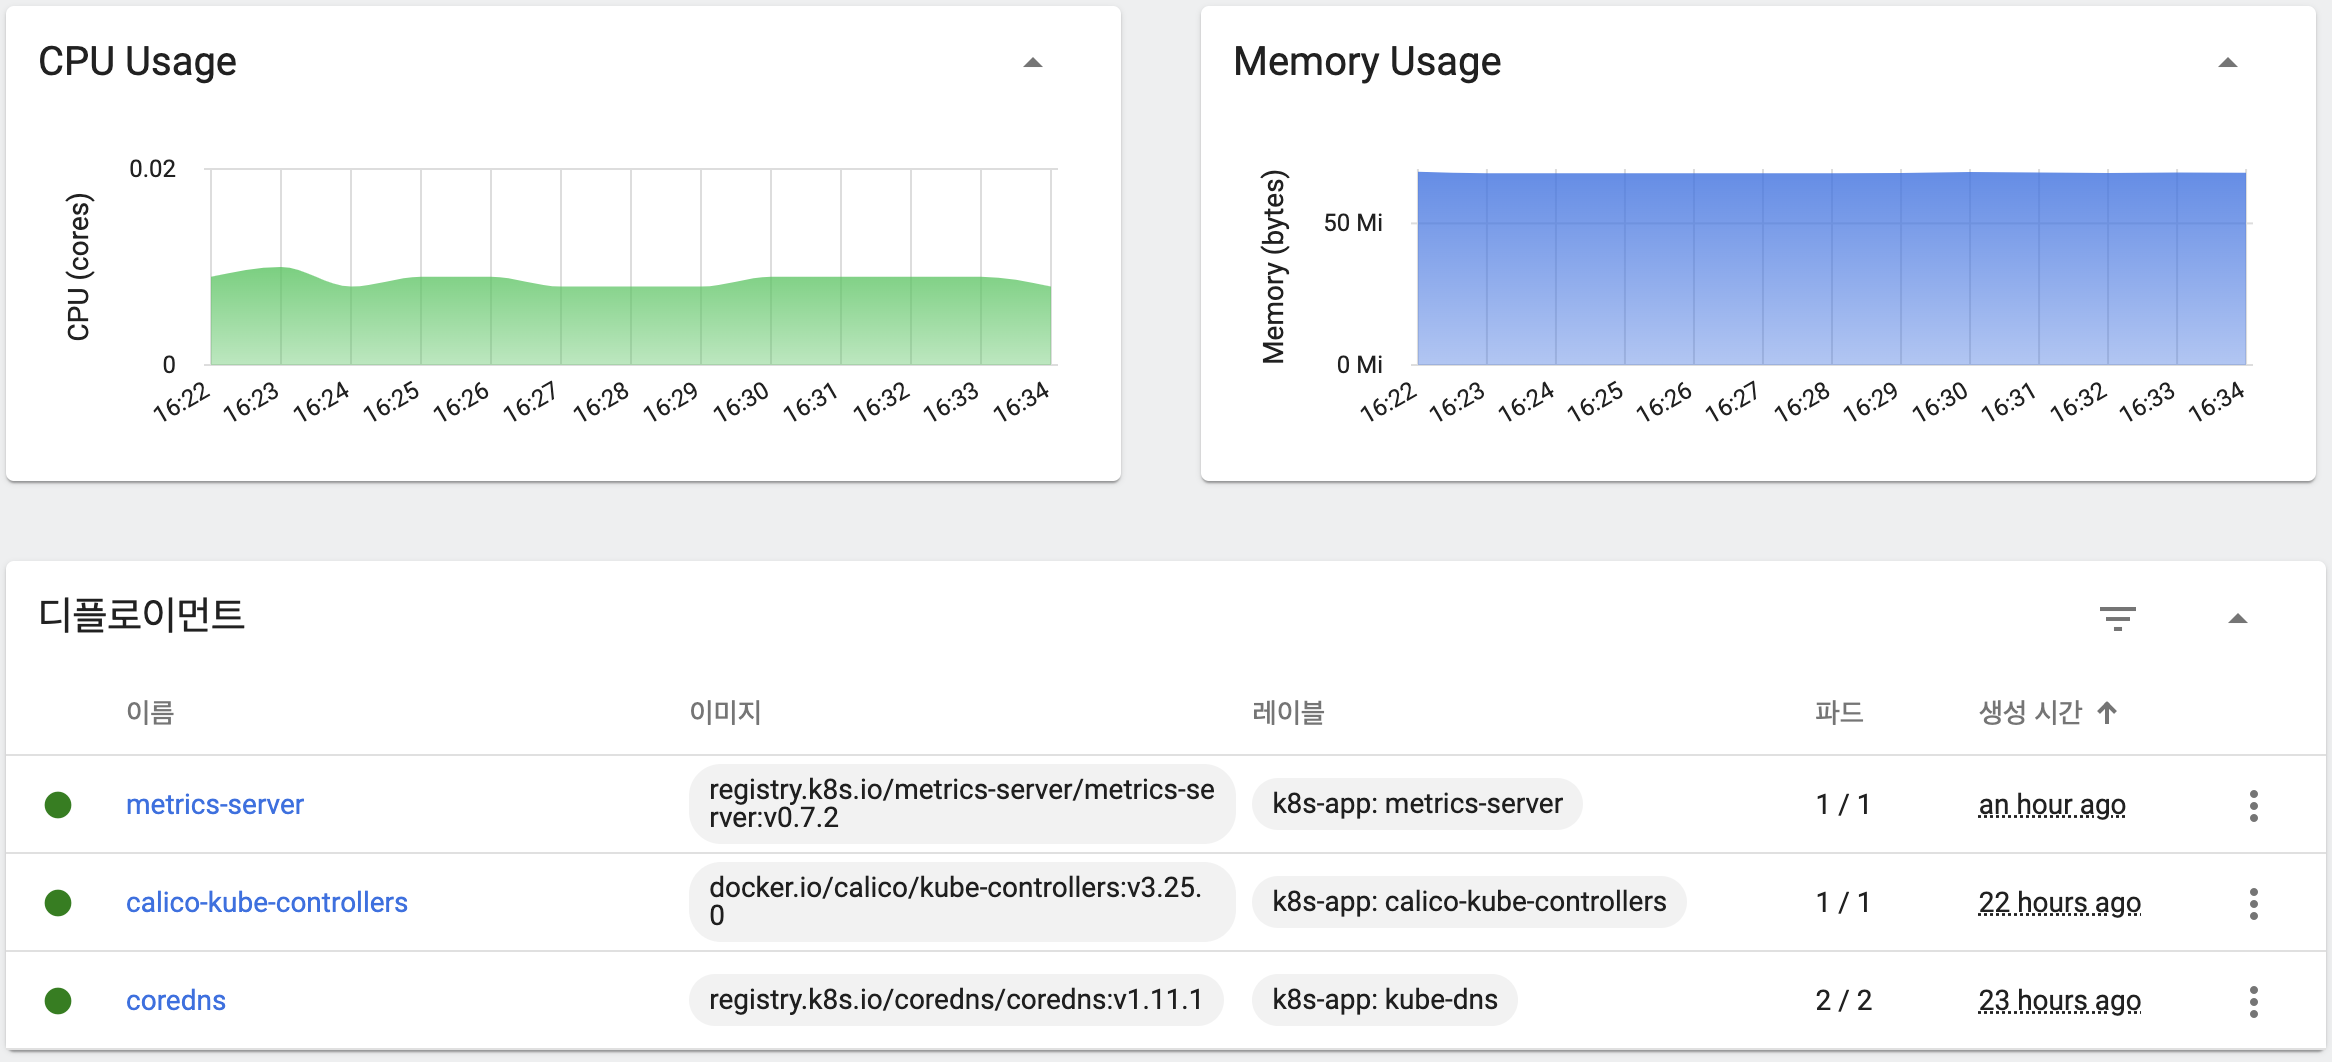 CPU Usage
CPU (cores)
0.02
0
16:22
16:23
16:24
16:25
16:26
16:27
16:28
16:29
16:30
16:31
16:32
16:33
16:34
Memory Usage
Memory (bytes)
50 Mi
0 Mi
16:22
16:23
16:24
16:25
16:26
16:27
16:28
16:29
16:30
16:31
16:32
16:33
16:34
디플로이먼트
이름 이미지 레이블 파드 생성 시간
metrics-server
registry.k8s.io/metrics-server/metrics-se
rver:v0.7.2
k8s-app: metrics-server
1 / 1
an hour ago
calico-kube-controllers
docker.io/calico/kube-controllers:v3.25.
0
k8s-app: calico-kube-controllers
1 / 1
22 hours ago
coredns
registry.k8s.io/coredns/coredns:v1.11.1
k8s-app: kube-dns
2 / 2
23 hours ago